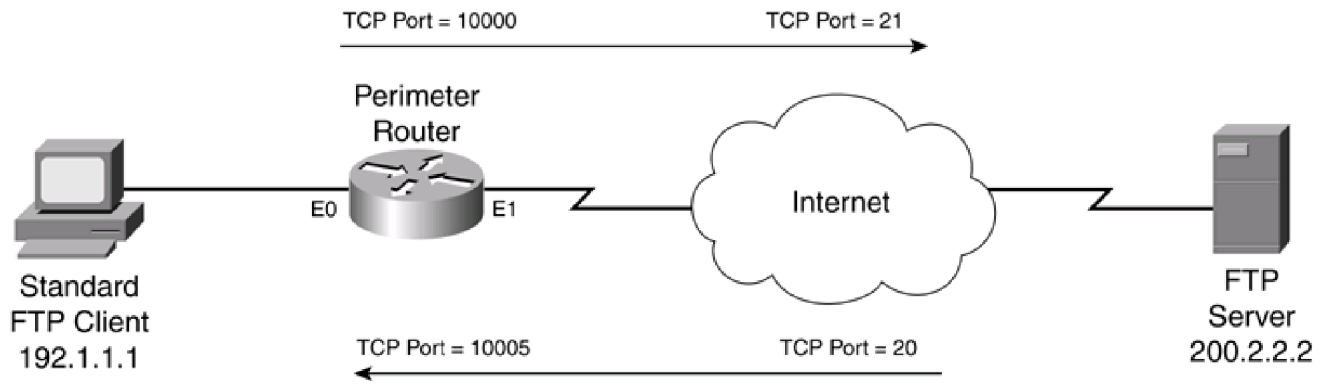 TCP Port = 10000
TCP Port = 21
Perimeter
Router
E0
E1
Internet
Standard
FTP Client
192.1.1.1
FTP
Server
200.2.2.2
TCP Port = 10005
TCP Port = 20